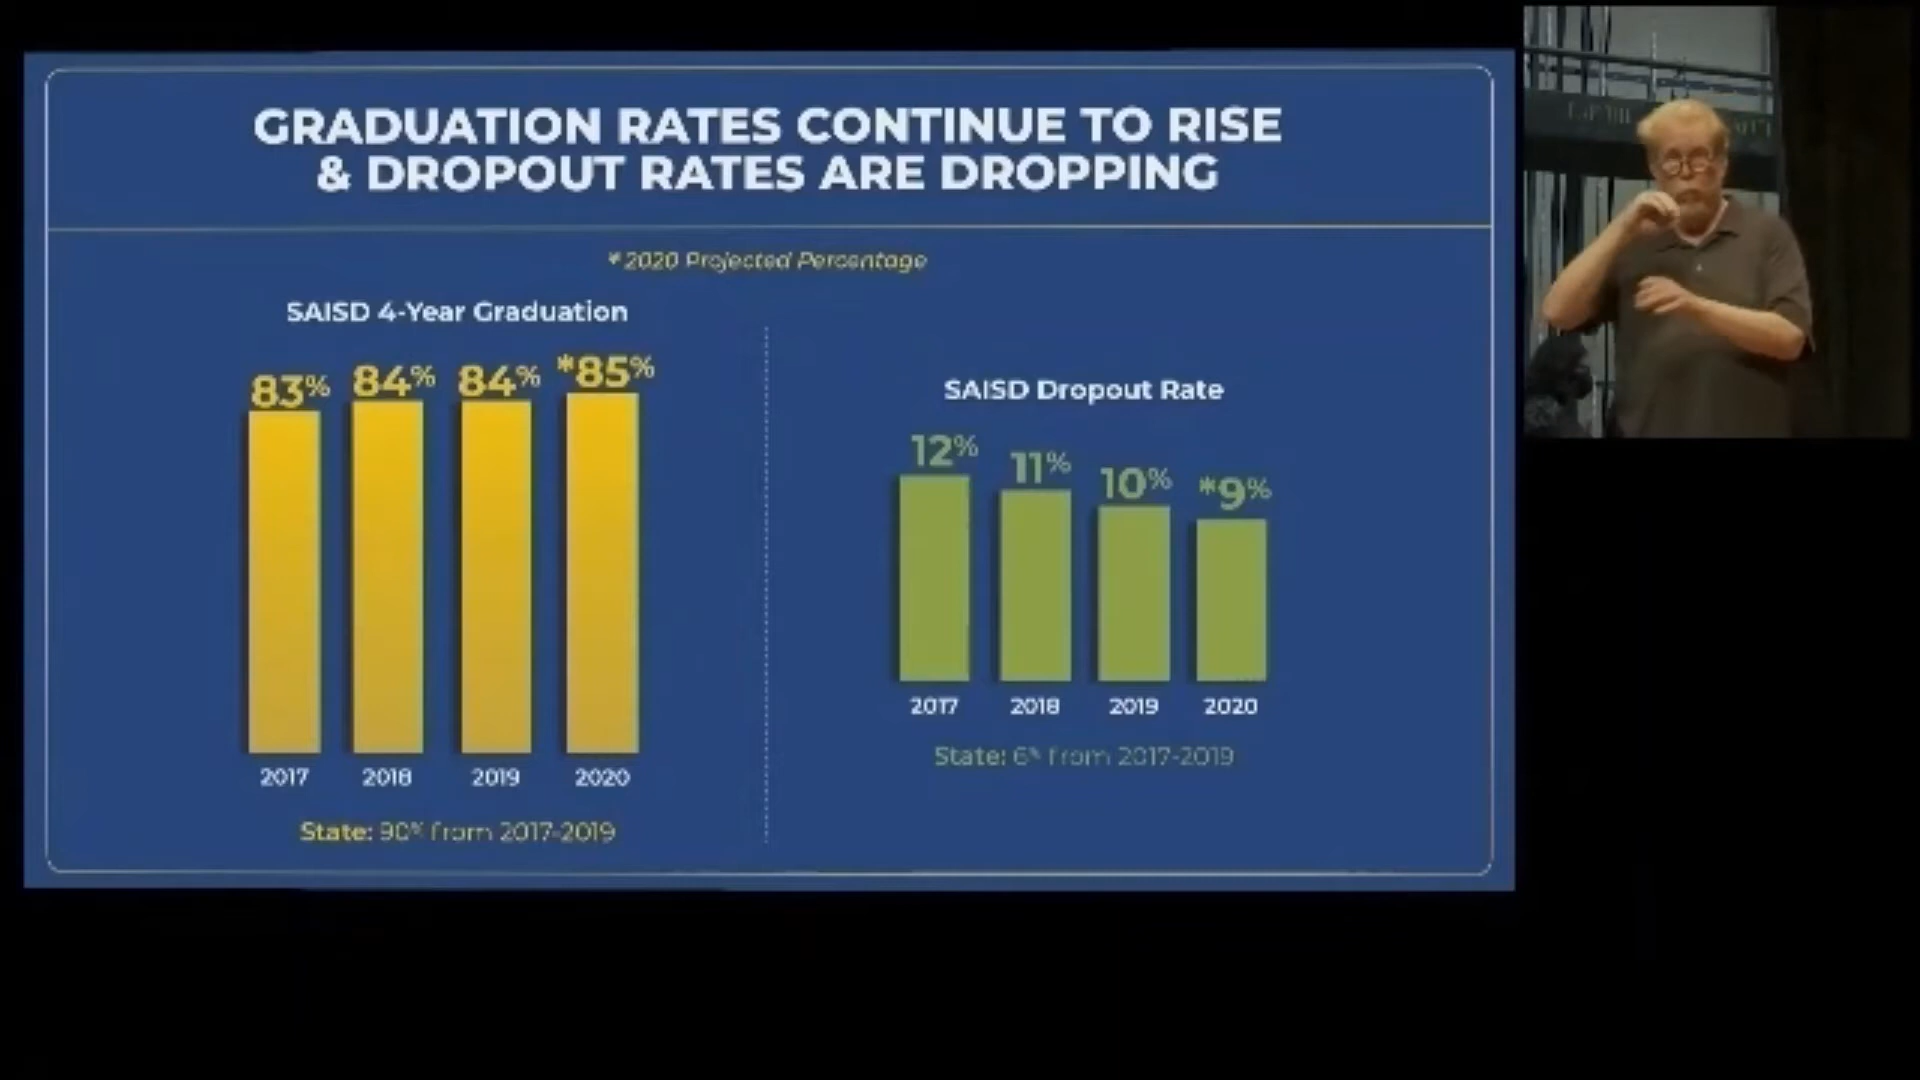 GRADUATION RATES CONTINUE TO RISE
& DROPOUT RATES ARE DROPPING
* 2020 Projected Percentage
SAISD 4-Year Graduation
83% 84% 84% *85%
2017 2018 2019 2020
State: 90% from 2017-2019
SAISD Dropout Rate
12% 11% 10% *9%
2017 2018 2019 2020
State: 6% from 2017-2019